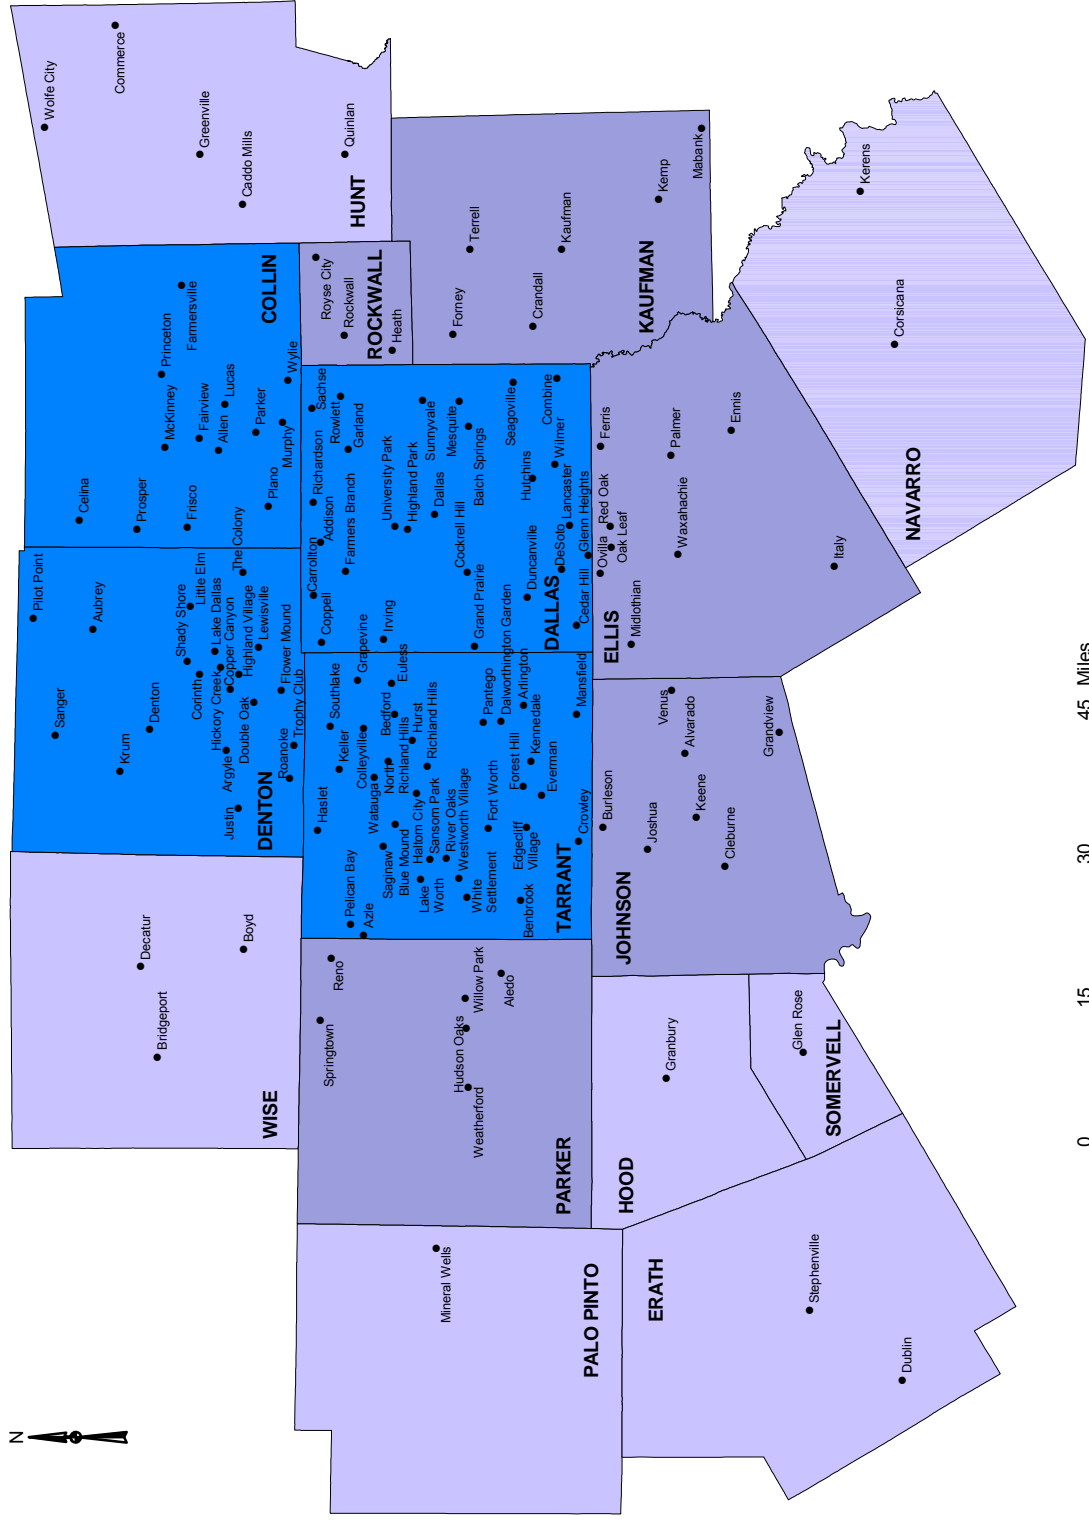 N
Wolfe City
Commerce
Greenville
Caddo Mills
Quinlan
HUNT
Celina
Prosper
Frisco
McKinney
Princeton
Farmersville
Fairview
Lucas
Allen
Parker
Murphy
Wylie
Plano
COLLIN
Pilot Point
Aubrey
Sanger
Krum
Denton
Shady Shore
Little Elm
The Colony
Corinth
Lake Dallas
Hickory Creek
Copper Canyon
Highland Village
Lewisville
Argyle
Double Oak
Flower Mound
Justin
Roanoke
Trophy Club
DENTON
Decatur
Bridgeport
Boyd
WISE
Royse City
Rockwall
Heath
ROCKWALL
Terrell
Forney
Kaufman
Crandall
Kemp
Mabank
KAUFMAN
Sachse
Rowlett
Garland
Richardson
Addison
Carrollton
Farmers Branch
Coppell
University Park
Highland Park
Sunnyvale
Mesquite
Dallas
Balch Springs
Cockrell Hill
Irving
Grand Prairie
Seagoville
Combine
Hutchins
Wilmer
Lancaster
Duncanville
DeSoto
Cedar Hill
Glenn Heights
DALLAS
Grapevine
Southlake
Keller
Colleyville
Euless
Bedford
Hurst
Haslet
Watauga
North
Richland Hills
Richland Hills
Pelican Bay
Azle
Saginaw
Blue Mound
Haltom City
Sansom Park
River Oaks
Westworth Village
Lake
Worth
White
Settlement
Fort Worth
Pantego
Dalworthington Garden
Arlington
Kennedale
Forest Hill
Everman
Edgecliff
Village
Benbrook
Mansfield
Crowley
TARRANT
Reno
Springtown
Willow Park
Hudson Oaks
Aledo
Weatherford
PARKER
Mineral Wells
PALO PINTO
Ferris
Red Oak
Ovilla
Oak Leaf
Midlothian
Palmer
Waxahachie
Ennis
Italy
ELLIS
Kerens
Corsicana
NAVARRO
Burleson
Joshua
Venus
Alvarado
Keene
Grandview
Cleburne
JOHNSON
Granbury
HOOD
Glen Rose
SOMERVELL
Stephenville
Dublin
ERATH
0 15 30 45 Miles